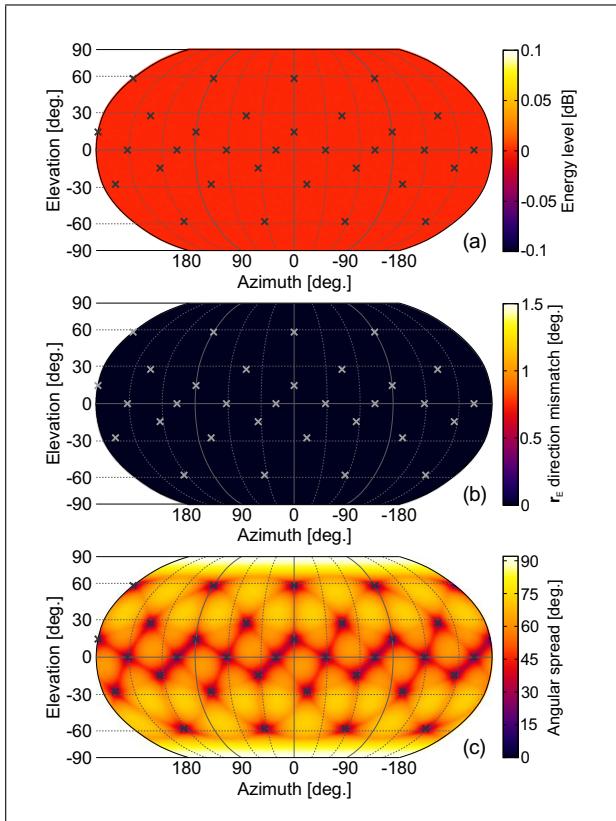 90
60
30
0
-30
-60
-90
Elevation [deg.]
180 90 0 -90 -180
Azimuth [deg.]
(a)
0.1
0.05
0
-0.05
-0.1
Energy level [dB]
90
60
30
0
-30
-60
-90
Elevation [deg.]
180 90 0 -90 -180
Azimuth [deg.]
(b)
1.5
1
0.5
0
rE direction mismatch [deg.]
90
60
30
0
-30
-60
-90
Elevation [deg.]
180 90 0 -90 -180
Azimuth [deg.]
(c)
90
75
60
45
30
15
0
Angular spread [deg.]